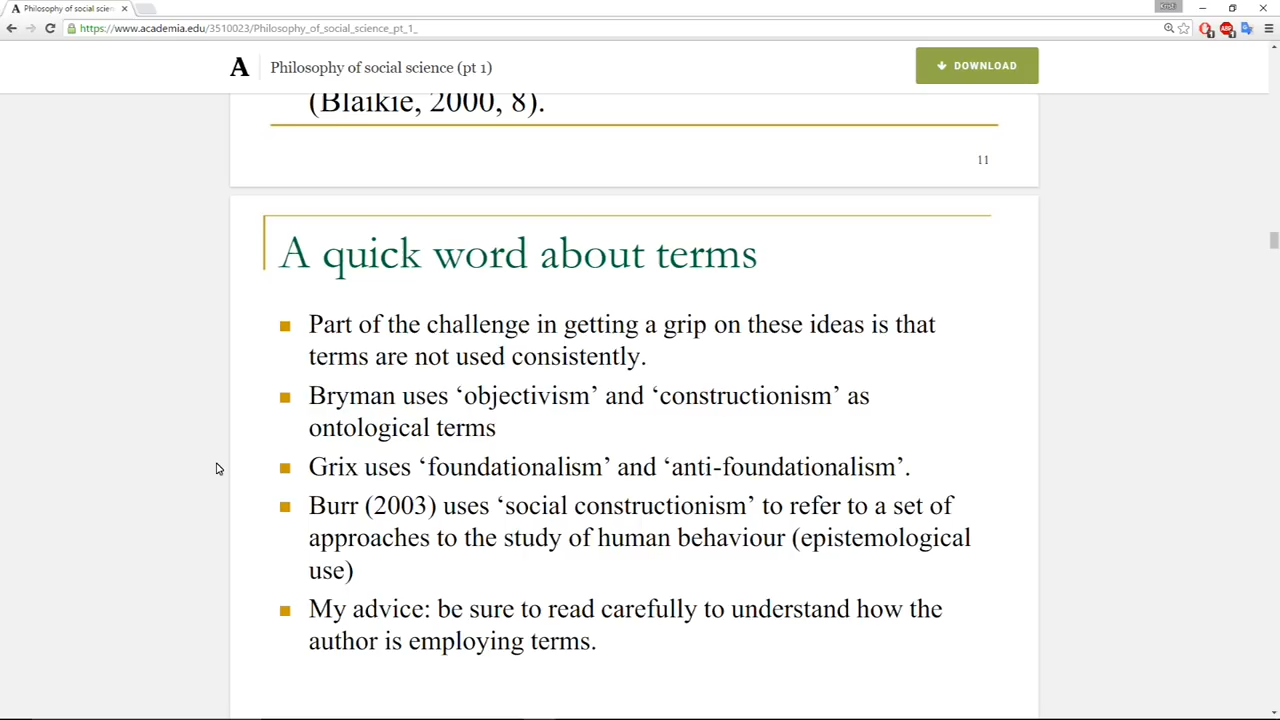 Philosophy of social scien
https://www.academia.edu/3510023/Philosophy_of_social_science_pt_1_
A
Philosophy of social science (pt 1)
DOWNLOAD
(Blaikie, 2000, 8).
11
A quick word about terms
Part of the challenge in getting a grip on these ideas is that
terms are not used consistently.
Bryman uses ‘objectivism’ and ‘constructionism’ as
ontological terms
Grix uses ‘foundationalism’ and ‘anti-foundationalism’.
Burr (2003) uses ‘social constructionism’ to refer to a set of
approaches to the study of human behaviour (epistemological
use)
My advice: be sure to read carefully to understand how the
author is employing terms.